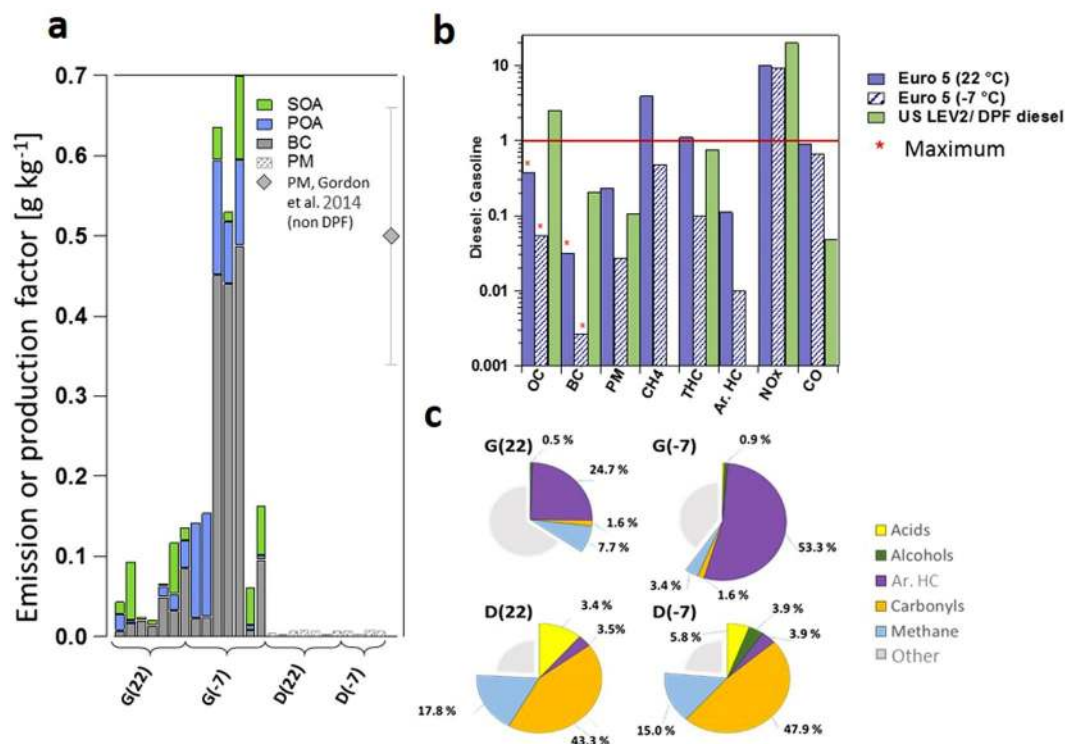 a
Emission or production factor [g kg⁻¹]
0.7
0.6
0.5
0.4
0.3
0.2
0.1
0.0
SOA
POA
BC
PM
PM, Gordon
et al. 2014
(non DPF)
G(22)
G(-7)
D(22)
D(-7)
b
Diesel: Gasoline
10
1
0.1
0.01
0.001
*
*
*
*
OC
BC
PM
CH4
THC
Ar. HC
NOx
CO
Euro 5 (22 °C)
Euro 5 (-7 °C)
US LEV2/ DPF diesel
* Maximum
c
G(22)
0.5 %
24.7 %
1.6 %
7.7 %
G(-7)
0.9 %
53.3 %
1.6 %
3.4 %
D(22)
3.4 %
3.5%
43.3 %
17.8 %
D(-7)
3.9 %
3.9 %
5.8 %
47.9 %
15.0 %
Acids
Alcohols
Ar. HC
Carbonyls
Methane
Other